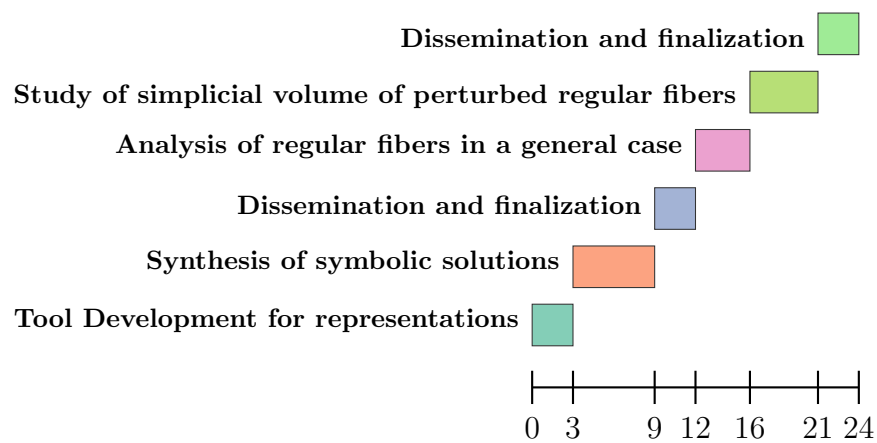 Dissemination and finalization
Study of simplicial volume of perturbed regular fibers
Analysis of regular fibers in a general case
Dissemination and finalization
Synthesis of symbolic solutions
Tool Development for representations
0 3 9 12 16 21 24